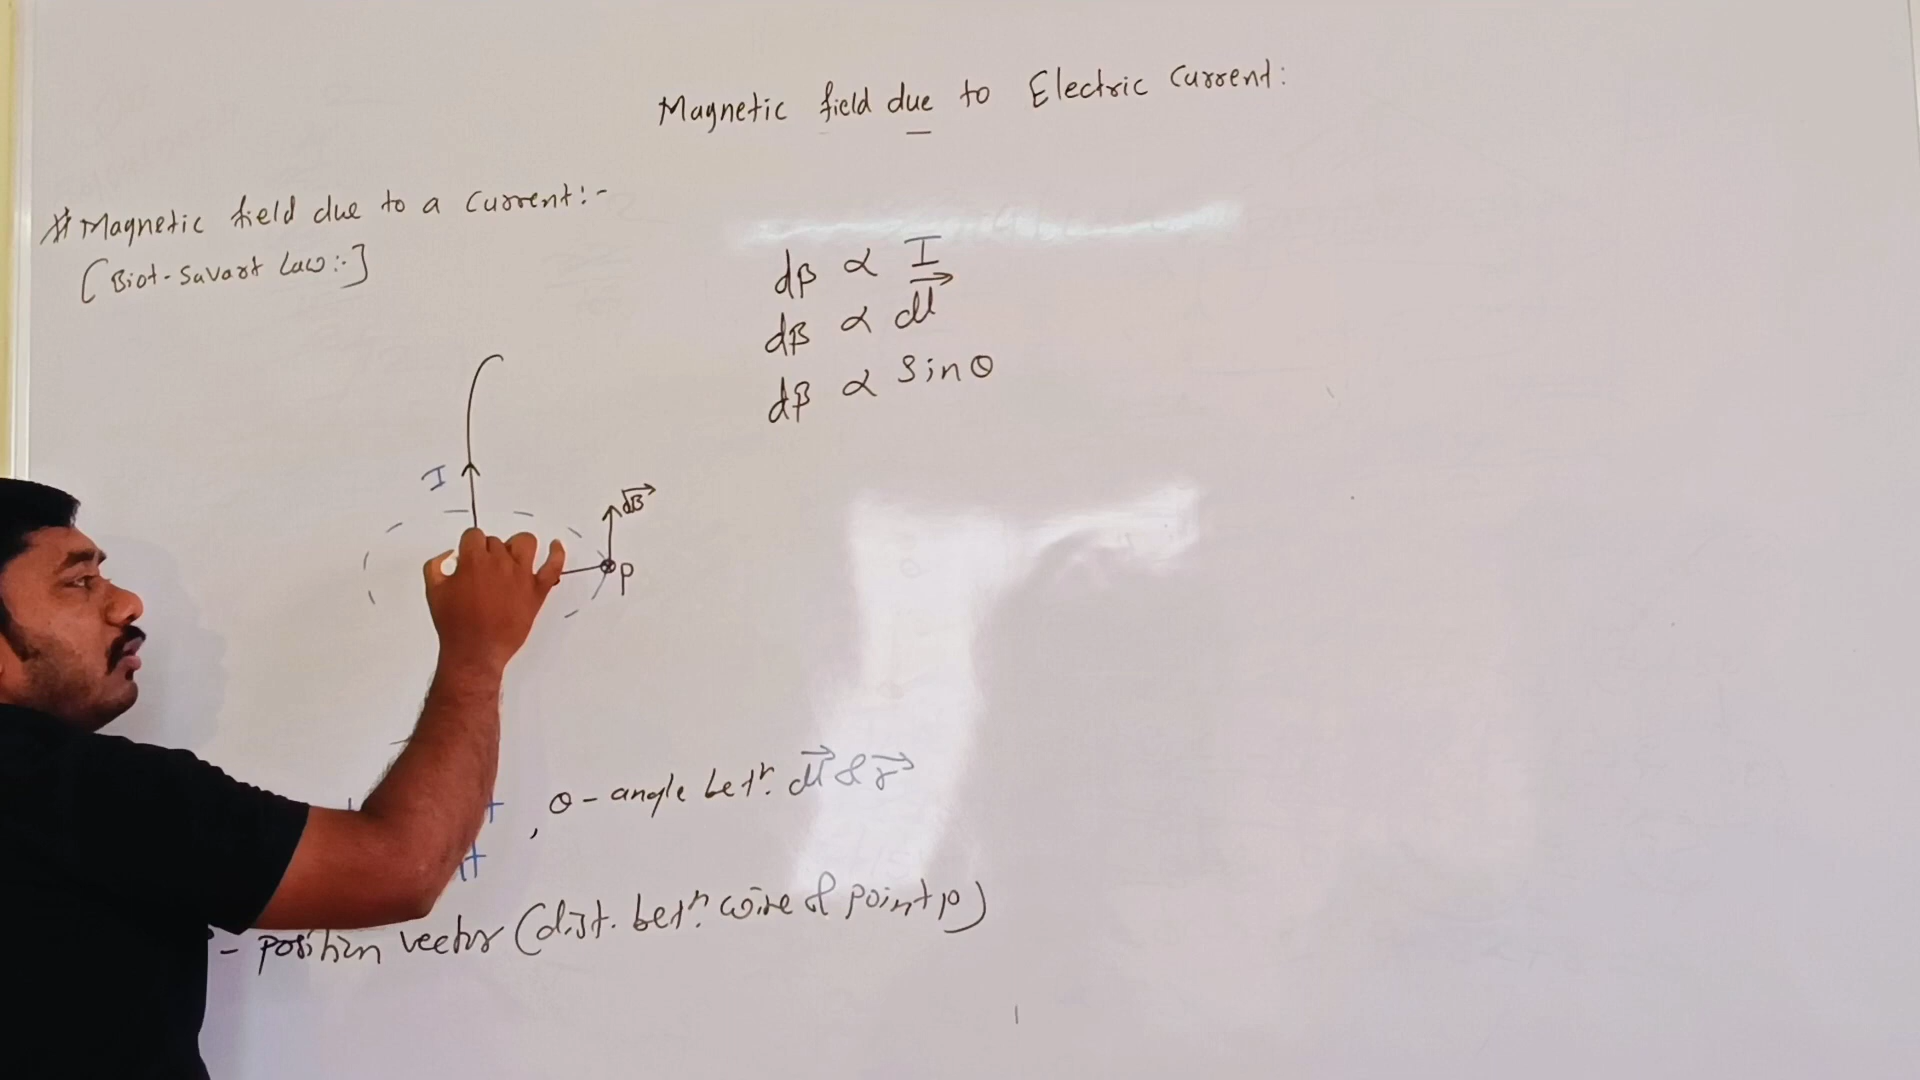 Magnetic field due to Electric Current:
# Magnetic field due to a Current:-
[Biot-Savart Law:-]
dB ∝ I
dB ∝ dl
dB ∝ Sinθ
I
dB
P
, θ - angle betn. dl & r
- position vector (dist. betn. wire & point p)